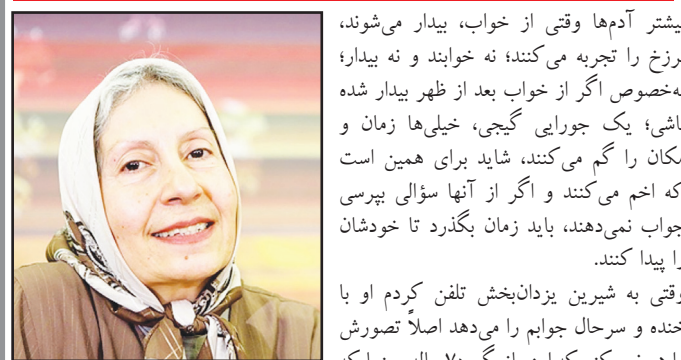 بیشتر آدم‌ها وقتی از خواب، بیدار می‌شوند،
برزخ را تجربه می‌کنند؛ نه خوابند و نه بیدار؛
به‌خصوص اگر از خواب بعد از ظهر بیدار شده
باشی؛ یک جورایی گیجی، خیلی‌ها زمان و
مکان را گم می‌کنند، شاید برای همین است
که اخم می‌کنند و اگر از آنها سؤالی بپرسی
جواب نمی‌دهند، باید زمان بگذرد تا خودشان
را پیدا کنند.
وقتی به شیرین یزدان‌بخش تلفن کردم او با
خنده و سرحال جوابم را می‌دهد اصلاً تصورش